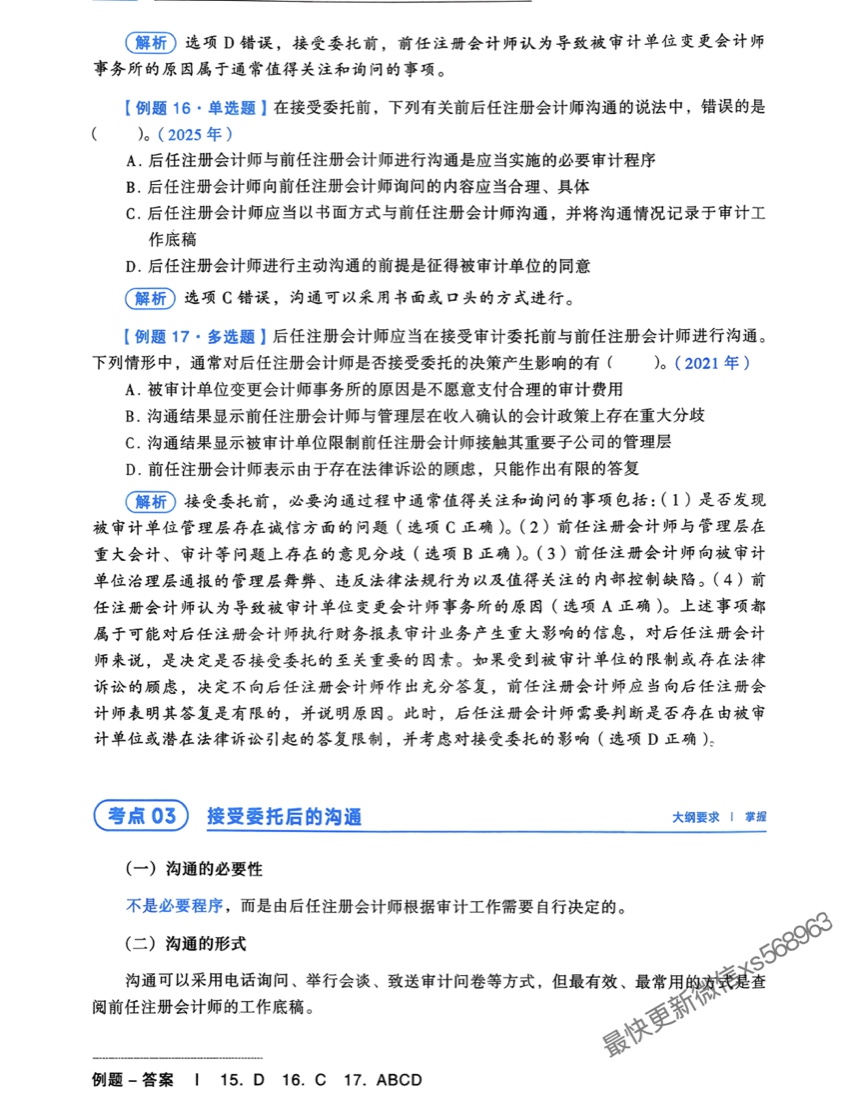 解析 选项 D 错误，接受委托前，前任注册会计师认为导致被审计单位变更会计师
事务所的原因属于通常值得关注和询问的事项。
【例题 16・单选题】在接受委托前，下列有关前后任注册会计师沟通的说法中，错误的是
（　　）。（2025 年）
A. 后任注册会计师与前任注册会计师进行沟通是应当实施的必要审计程序
B. 后任注册会计师向前任注册会计师询问的内容应当合理、具体
C. 后任注册会计师应当以书面方式与前任注册会计师沟通，并将沟通情况记录于审计工
作底稿
D. 后任注册会计师进行主动沟通的前提是征得被审计单位的同意
解析 选项 C 错误，沟通可以采用书面或口头的方式进行。
【例题 17・多选题】后任注册会计师应当在接受审计委托前与前任注册会计师进行沟通。
下列情形中，通常对后任注册会计师是否接受委托的决策产生影响的有（　　）。（2021 年）
A. 被审计单位变更会计师事务所的原因是不愿意支付合理的审计费用
B. 沟通结果显示前任注册会计师与管理层在收入确认的会计政策上存在重大分歧
C. 沟通结果显示被审计单位限制前任注册会计师接触其重要子公司的管理层
D. 前任注册会计师表示由于存在法律诉讼的顾虑，只能作出有限的答复
解析 接受委托前，必要沟通过程中通常值得关注和询问的事项包括：（1）是否发现
被审计单位管理层存在诚信方面的问题（选项 C 正确）。（2）前任注册会计师与管理层在
重大会计、审计等问题上存在的意见分歧（选项 B 正确）。（3）前任注册会计师向被审计
单位治理层通报的管理层舞弊、违反法律法规行为以及值得关注的内部控制缺陷。（4）前
任注册会计师认为导致被审计单位变更会计师事务所的原因（选项 A 正确）。上述事项都
属于可能对后任注册会计师执行财务报表审计业务产生重大影响的信息，对后任注册会计
师来说，是决定是否接受委托的至关重要的因素。如果受到被审计单位的限制或存在法律
诉讼的顾虑，决定不向后任注册会计师作出充分答复，前任注册会计师应当向后任注册会
计师表明其答复是有限的，并说明原因。此时，后任注册会计师需要判断是否存在由被审
计单位或潜在法律诉讼引起的答复限制，并考虑对接受委托的影响（选项 D 正确）。
考点 03 接受委托后的沟通 大纲要求 | 掌握
（一）沟通的必要性
不是必要程序，而是由后任注册会计师根据审计工作需要自行决定的。
（二）沟通的形式
沟通可以采用电话询问、举行会谈、致送审计问卷等方式，但最有效、最常用的方式是查
阅前任注册会计师的工作底稿。
最快更新微信xs568963
例题 – 答案 | 15. D 16. C 17. ABCD